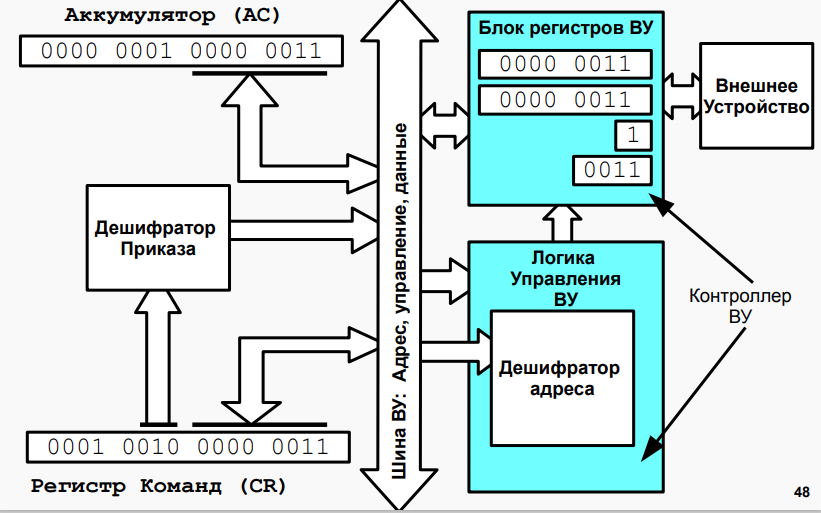 Аккумулятор (AC)
0000 0001 0000 0011
Блок регистров ВУ
0000 0011
0000 0011
1
0011
Внешнее
Устройство
Дешифратор
Приказа
Шина ВУ: Адрес, управление, данные
Логика
Управления
ВУ
Дешифратор
адреса
Контроллер
ВУ
0001 0010 0000 0011
Регистр Команд (CR)
48